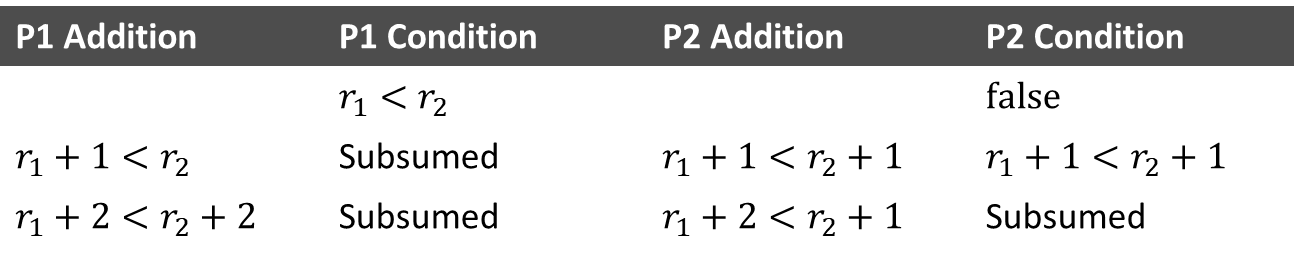 P1 Addition P1 Condition P2 Addition P2 Condition
r₁ < r₂ false
r₁ + 1 < r₂ Subsumed r₁ + 1 < r₂ + 1 r₁ + 1 < r₂ + 1
r₁ + 2 < r₂ + 2 Subsumed r₁ + 2 < r₂ + 1 Subsumed